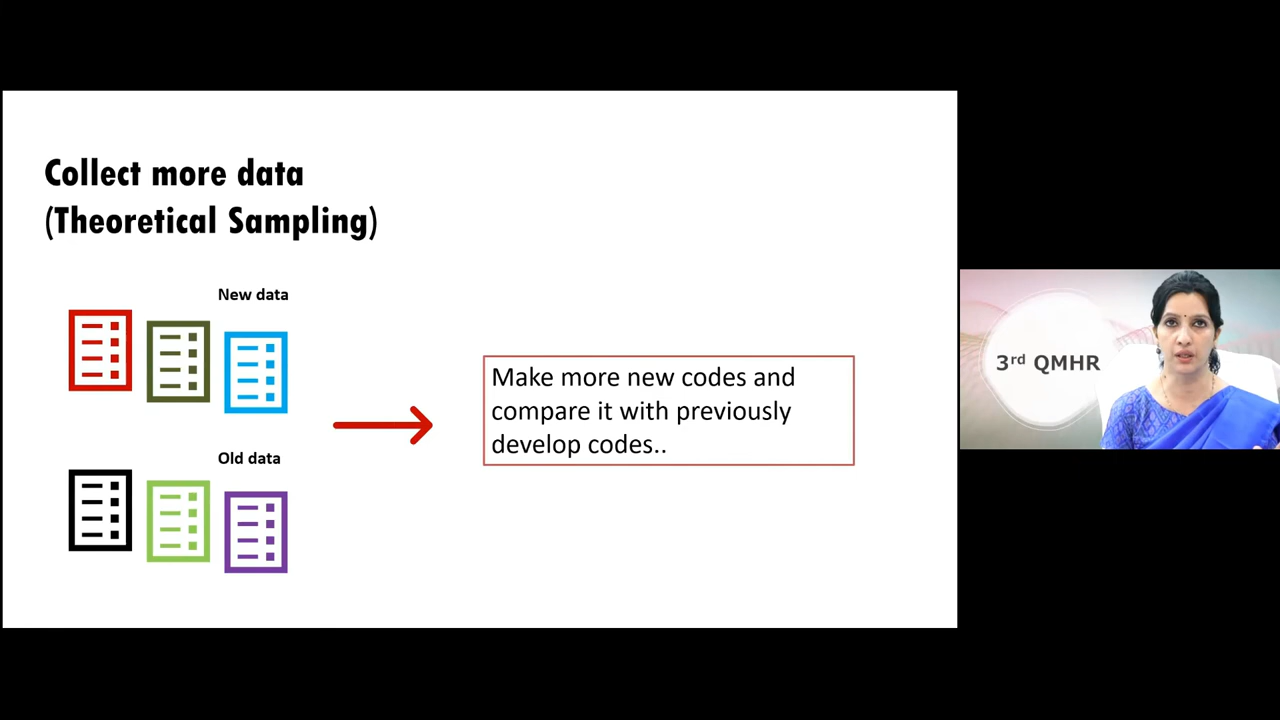 Collect more data
(Theoretical Sampling)
New data
Old data
Make more new codes and
compare it with previously
develop codes..
3rd QMHR